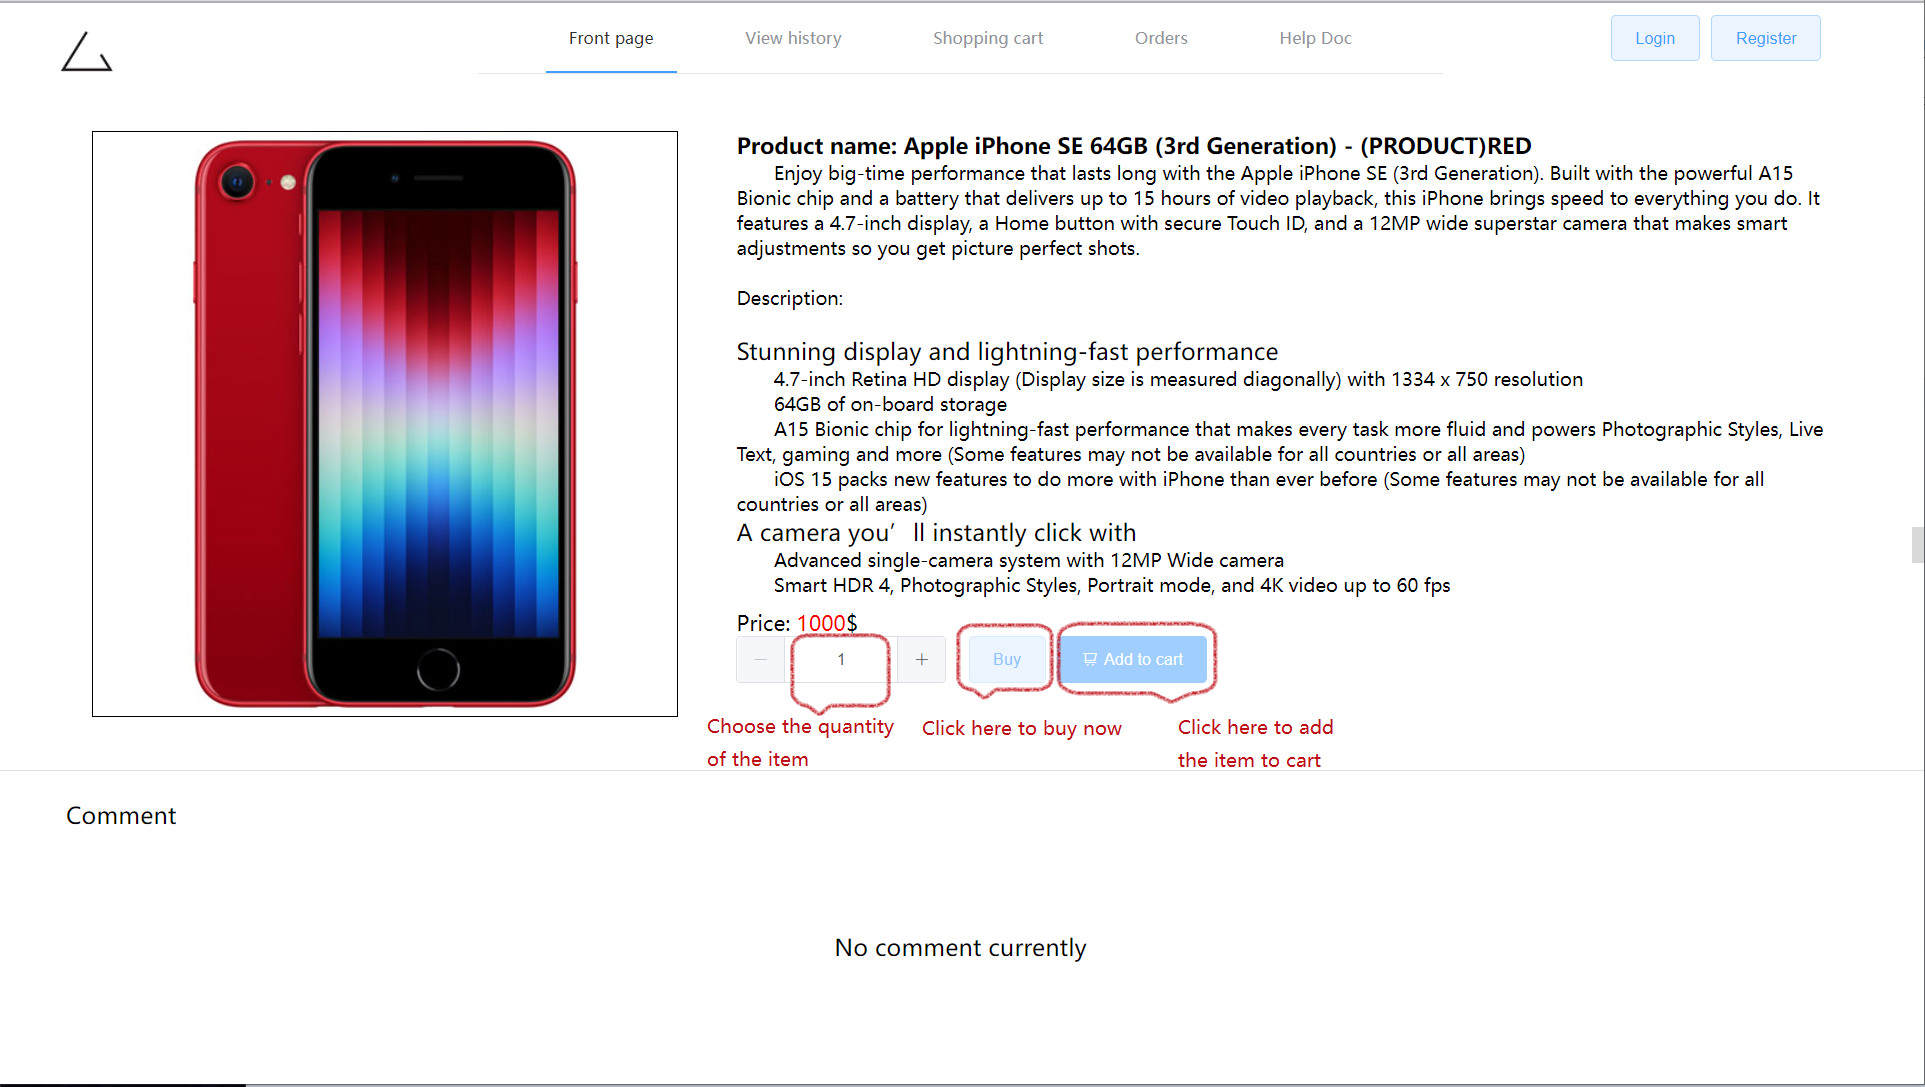 Front page
View history
Shopping cart
Orders
Help Doc
Login
Register
Product name: Apple iPhone SE 64GB (3rd Generation) - (PRODUCT)RED
Enjoy big-time performance that lasts long with the Apple iPhone SE (3rd Generation). Built with the powerful A15
Bionic chip and a battery that delivers up to 15 hours of video playback, this iPhone brings speed to everything you do. It
features a 4.7-inch display, a Home button with secure Touch ID, and a 12MP wide superstar camera that makes smart
adjustments so you get picture perfect shots.
Description:
Stunning display and lightning-fast performance
4.7-inch Retina HD display (Display size is measured diagonally) with 1334 x 750 resolution
64GB of on-board storage
A15 Bionic chip for lightning-fast performance that makes every task more fluid and powers Photographic Styles, Live
Text, gaming and more (Some features may not be available for all countries or all areas)
iOS 15 packs new features to do more with iPhone than ever before (Some features may not be available for all
countries or all areas)
A camera you’ll instantly click with
Advanced single-camera system with 12MP Wide camera
Smart HDR 4, Photographic Styles, Portrait mode, and 4K video up to 60 fps
Price: 1000$
− 1 + Buy Add to cart
Choose the quantity
of the item
Click here to buy now
Click here to add
the item to cart
Comment
No comment currently